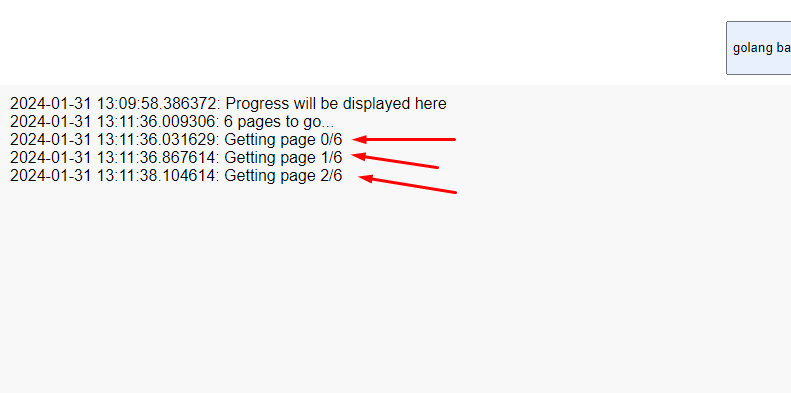 golang ba
2024-01-31 13:09:58.386372: Progress will be displayed here
2024-01-31 13:11:36.009306: 6 pages to go...
2024-01-31 13:11:36.031629: Getting page 0/6
2024-01-31 13:11:36.867614: Getting page 1/6
2024-01-31 13:11:38.104614: Getting page 2/6